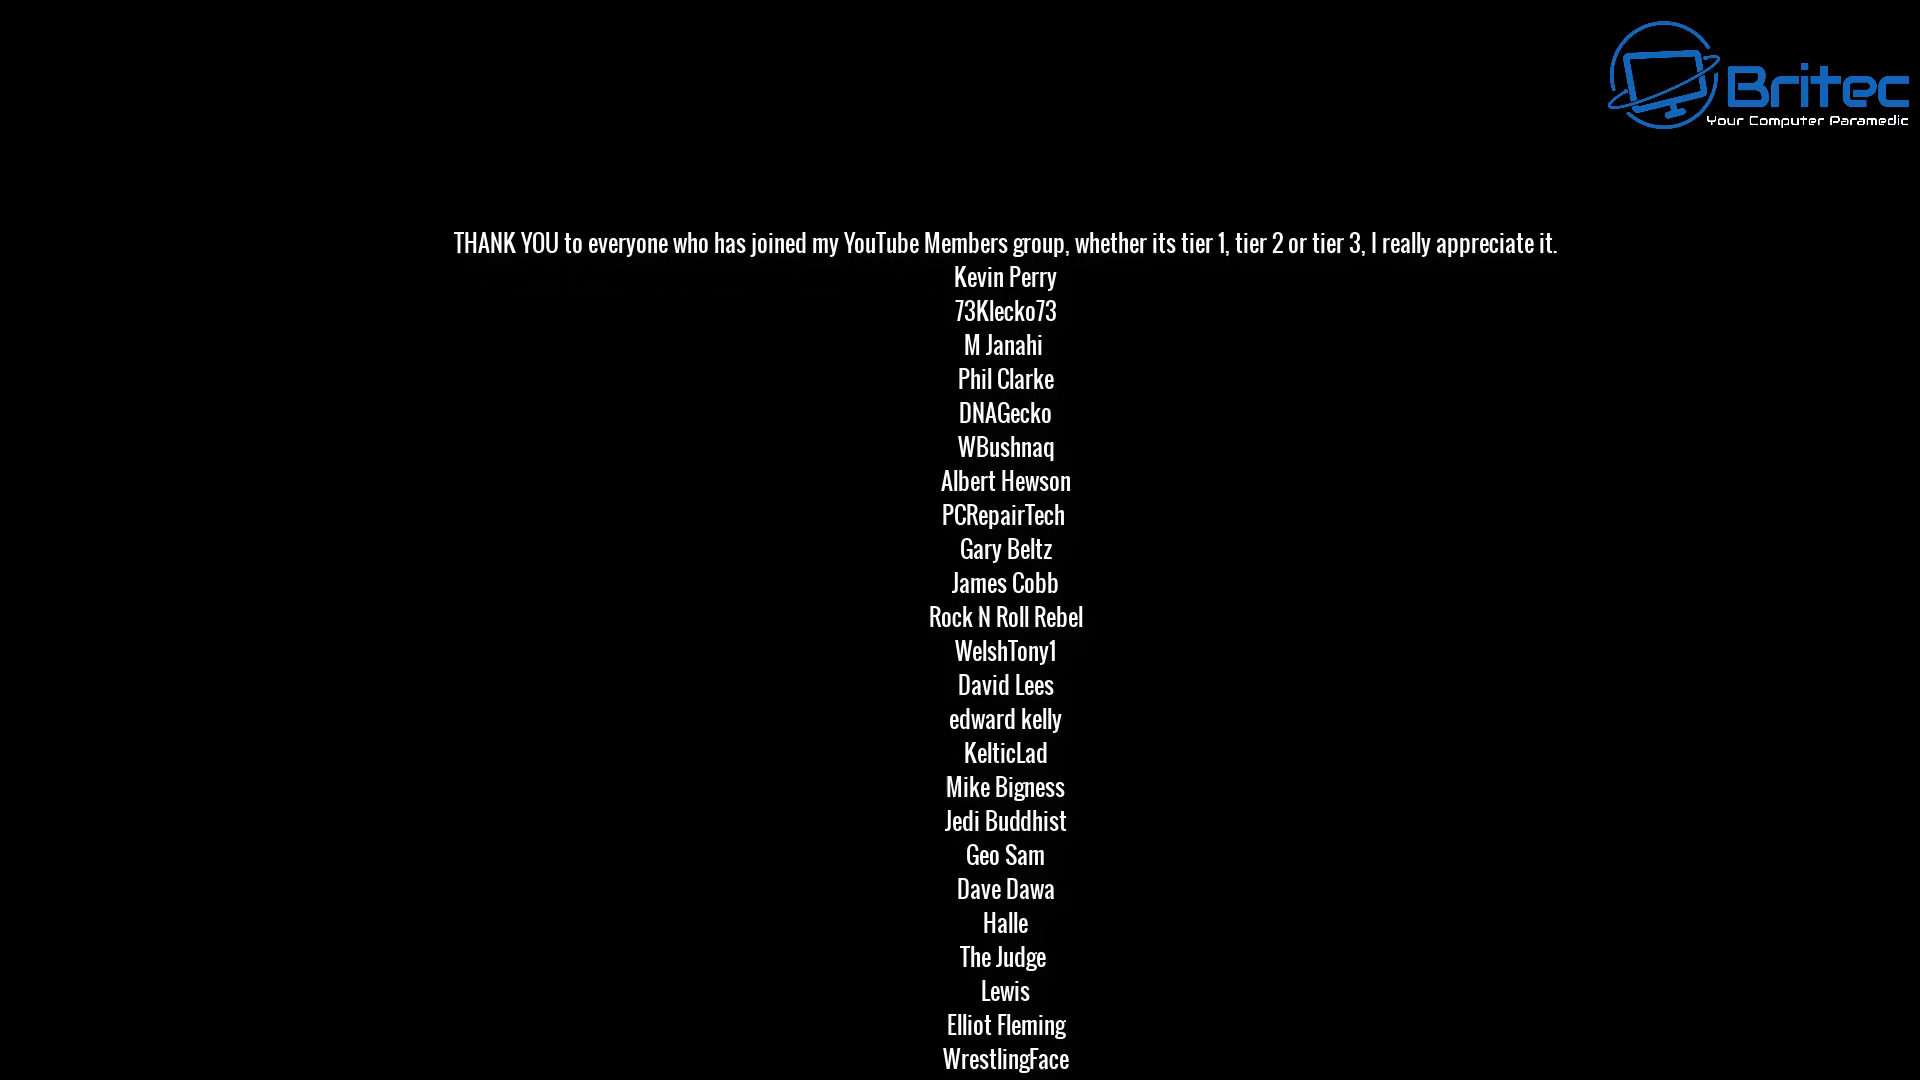 Britec
Your Computer Paramedic
THANK YOU to everyone who has joined my YouTube Members group, whether its tier 1, tier 2 or tier 3, I really appreciate it.
Kevin Perry
73Klecko73
M Janahi
Phil Clarke
DNAGecko
WBushnaq
Albert Hewson
PCRepairTech
Gary Beltz
James Cobb
Rock N Roll Rebel
WelshTony1
David Lees
edward kelly
KelticLad
Mike Bigness
Jedi Buddhist
Geo Sam
Dave Dawa
Halle
The Judge
Lewis
Elliot Fleming
WrestlingFace